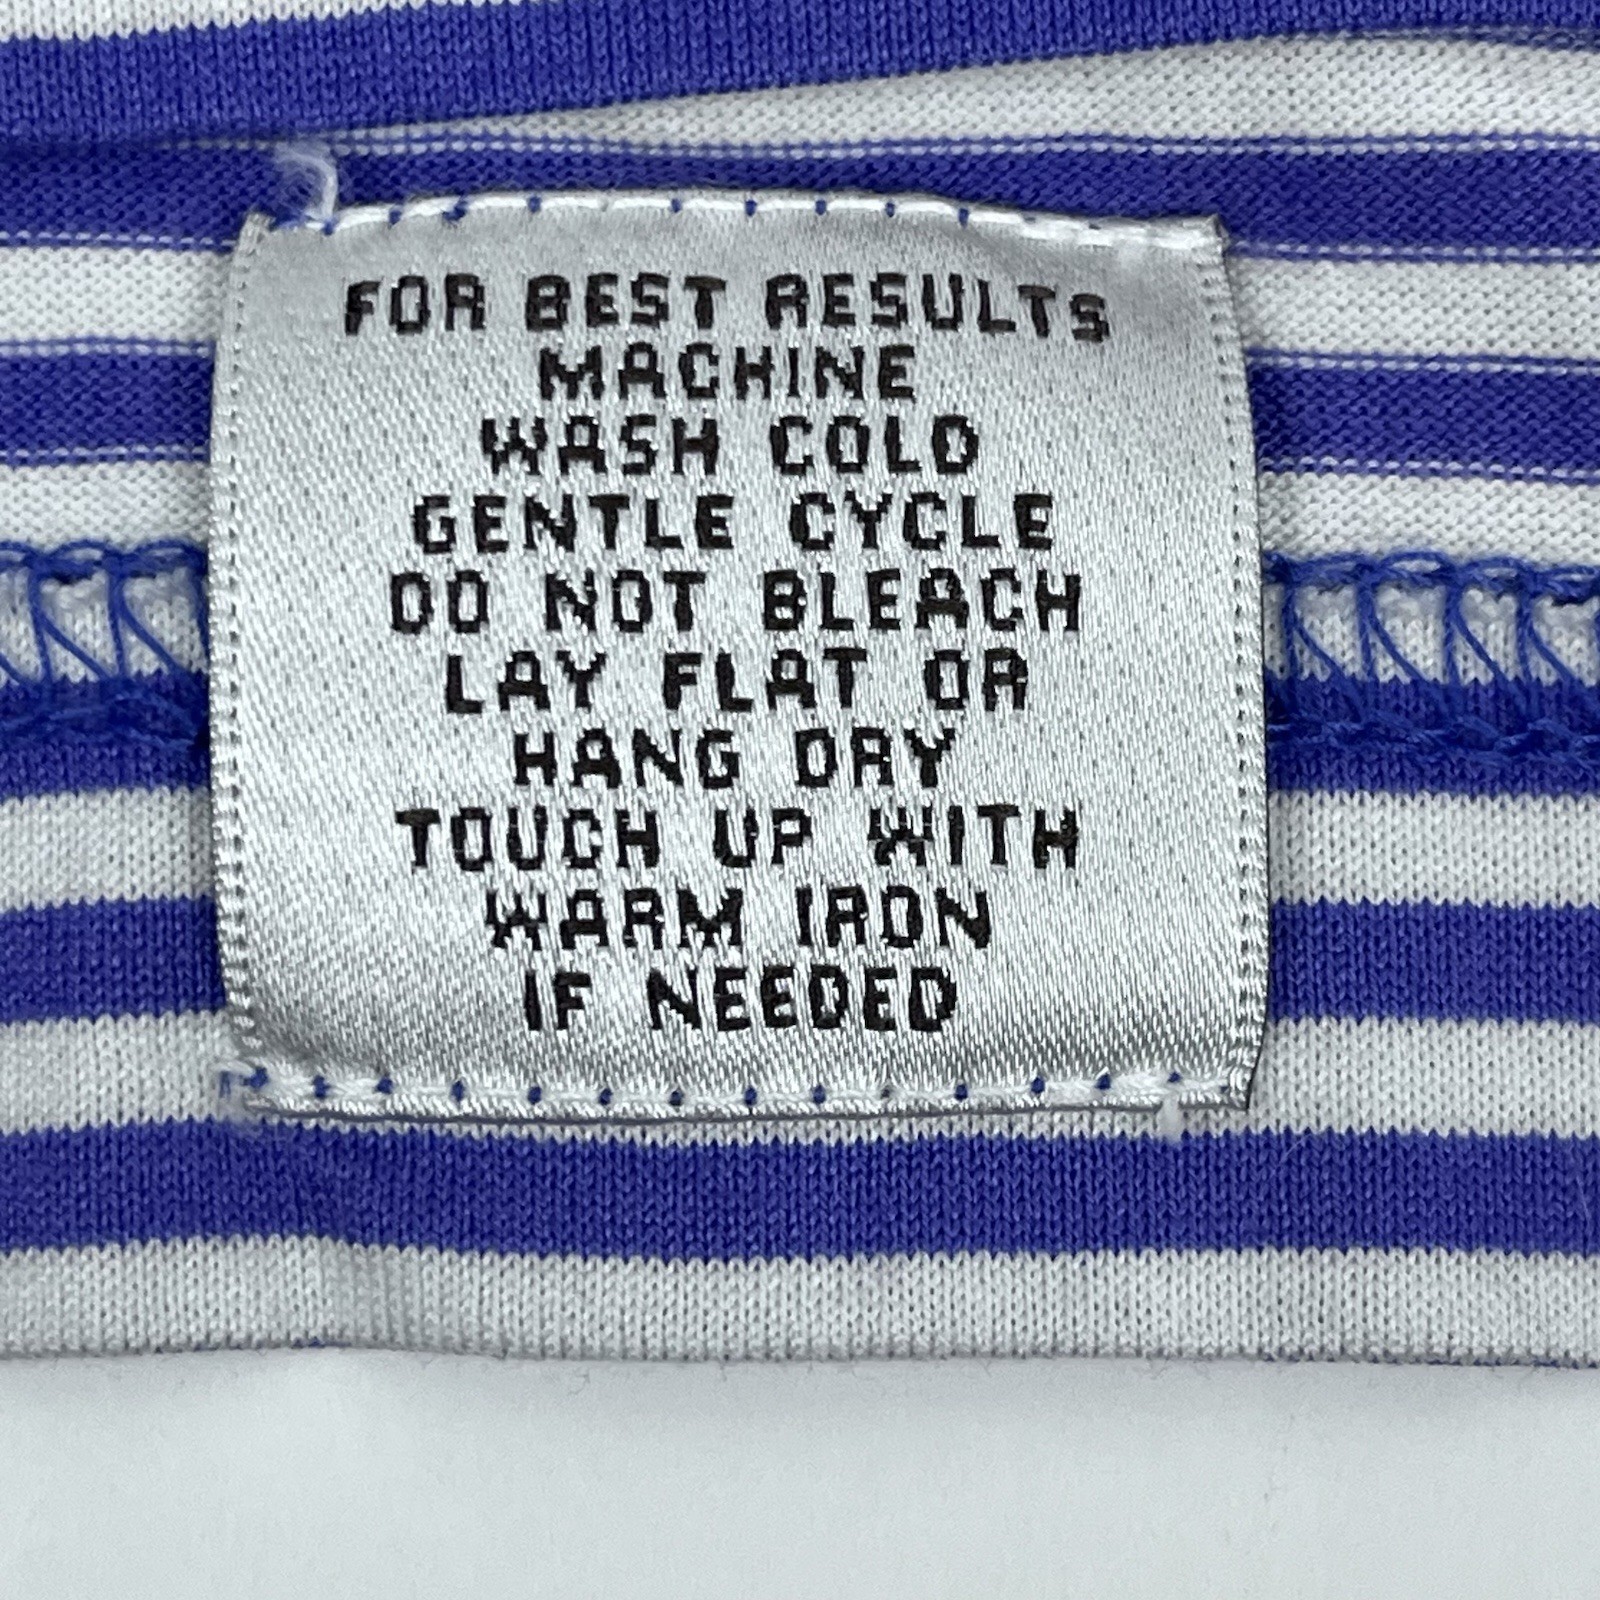 FOR BEST RESULTS
MACHINE
WASH COLD
GENTLE CYCLE
DO NOT BLEACH
LAY FLAT OR
HANG DRY
TOUCH UP WITH
WARM IRON
IF NEEDED